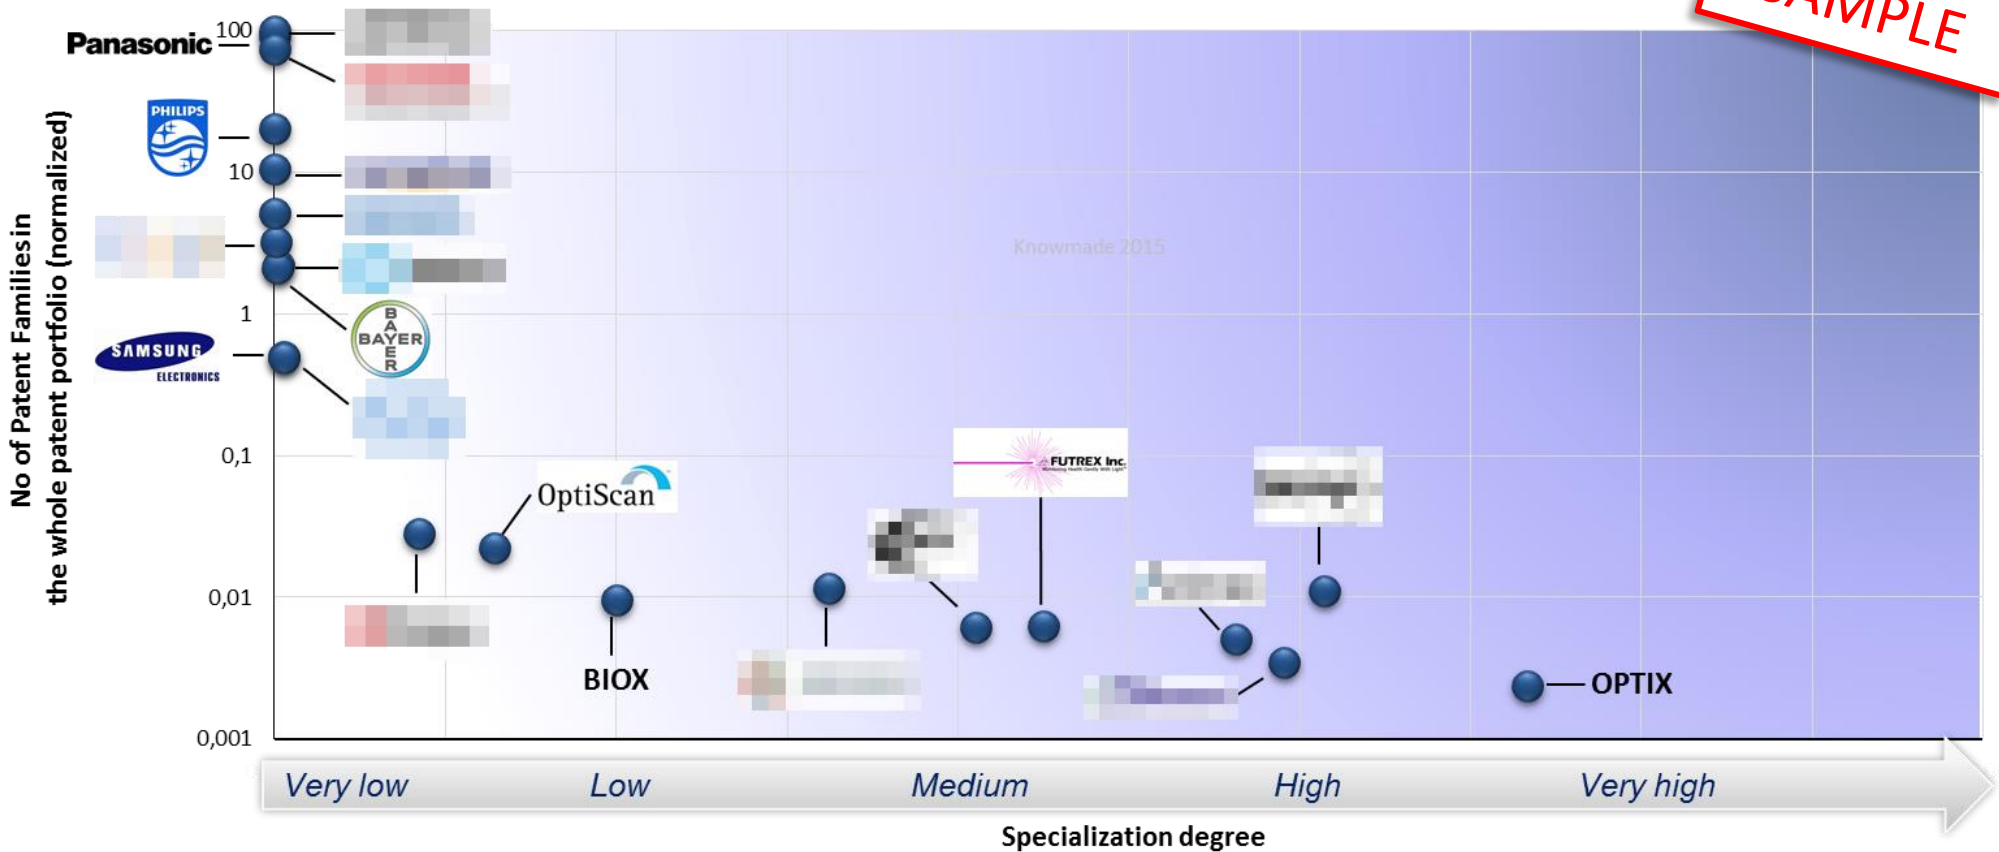 SAMPLE
100
Panasonic
PHILIPS
10
Knowmade 2015
1
SAMSUNG
ELECTRONICS
B
A
BAYER
E
R
0,1
FUTREX Inc.
OptiScan
0,01
BIOX
OPTIX
0,001
No of Patent Families in
the whole patent portfolio (normalized)
Very low Low Medium High Very high
Specialization degree